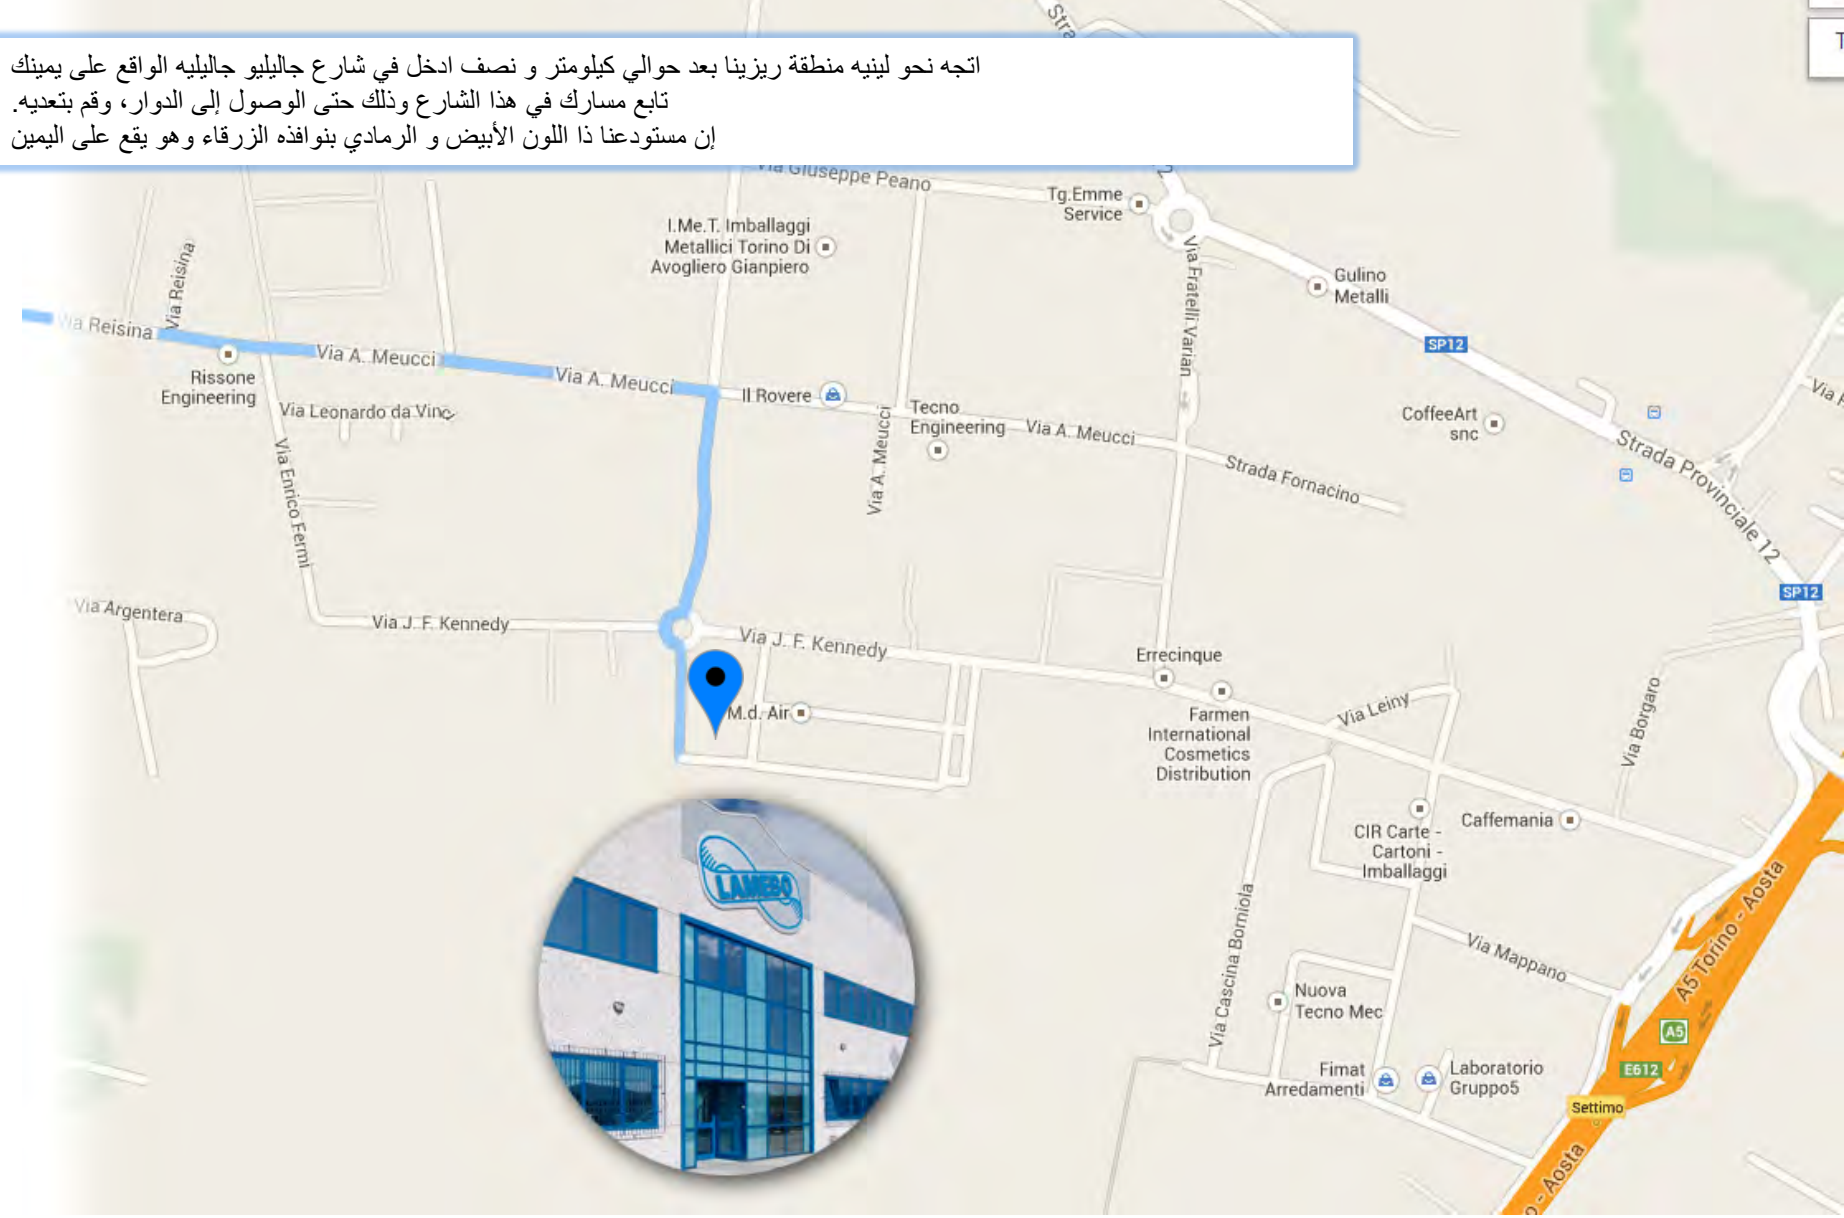 اتجه نحو لينيه منطقة ريزينا بعد حوالي كيلومتر و نصف ادخل في شارع جاليليو جاليليه الواقع على يمينك
تابع مسارك في هذا الشارع وذلك حتى الوصول إلى الدوار، وقم بتعديه.
إن مستودعنا ذا اللون الأبيض و الرمادي بنوافذه الزرقاء وهو يقع على اليمين
Via Giuseppe Peano
Tg.Emme
Service
I.Me.T. Imballaggi
Metallici Torino Di
Avogliero Gianpiero
Via Reisina
Via Fratelli Varian
Gulino
Metalli
Via Reisina
SP12
Via A. Meucci
Rissone
Engineering
Via A. Meucci
Il Rovere
Via Leonardo da Vinc
Tecno
Engineering
Via A. Meucci
Via A. Meucci
CoffeeArt
snc
Strada Fornacino
Strada Provinciale 12
Via Enrico Fermi
SP12
Via Argentera
Via J. F. Kennedy
Via J. F. Kennedy
Errecinque
M.d. Air
Farmen
International
Cosmetics
Distribution
Via Leiny
Via Borgaro
CIR Carte -
Cartoni -
Imballaggi
Caffemania
LAMEBO
Via Cascina Borniola
Via Mappano
A5 Torino - Aosta
Nuova
Tecno Mec
A5
Fimat
Arredamenti
Laboratorio
Gruppo5
E612
Settimo
- Aosta